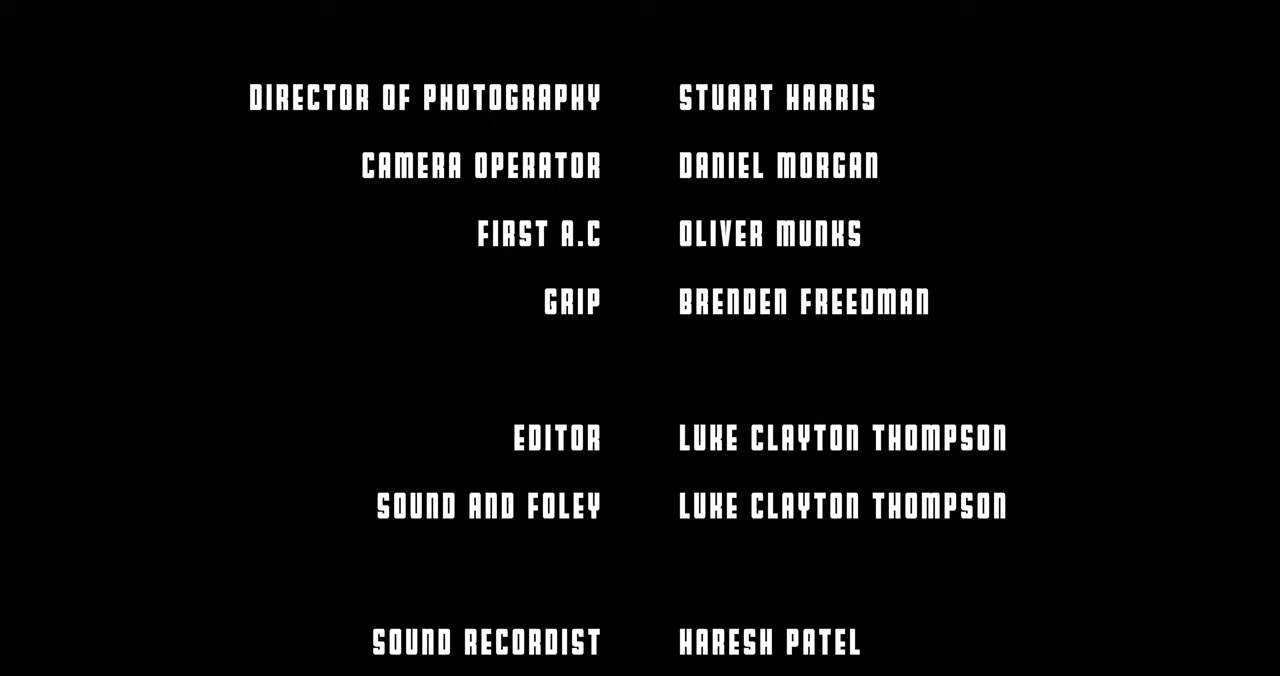 DIRECTOR OF PHOTOGRAPHY STUART HARRIS
CAMERA OPERATOR DANIEL MORGAN
FIRST A.C OLIVER MUNKS
GRIP BRENDEN FREEDMAN
EDITOR LUKE CLAYTON THOMPSON
SOUND AND FOLEY LUKE CLAYTON THOMPSON
SOUND RECORDIST HARESH PATEL